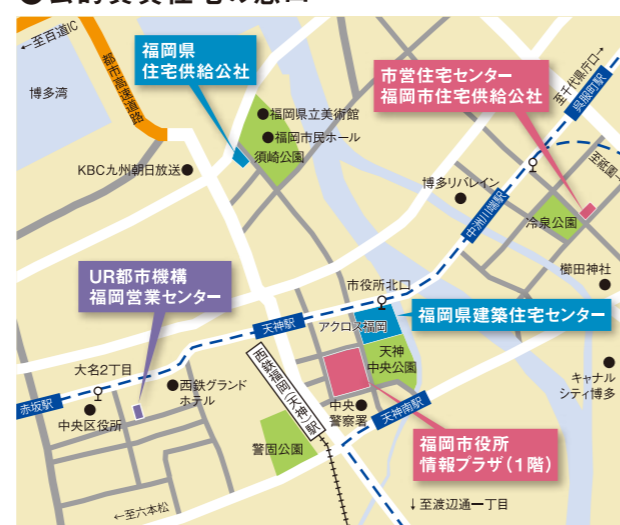 ←至百道IC
都市高速道路
博多湾
福岡県
住宅供給公社
●福岡県立美術館
●福岡市民ホール
須崎公園
KBC九州朝日放送●
市営住宅センター
福岡市住宅供給公社
至千代県庁口→
呉服町駅
至祇園→
博多リバレイン
●
冷泉公園
中洲川端駅
櫛田神社
●
UR都市機構
福岡営業センター
市役所北口
天神駅
アクロス福岡
福岡県建築住宅センター
天神
中央公園
大名2丁目
●西鉄グランド
ホテル
西鉄福岡(天神)駅
赤坂駅
●
中央区役所
中央●
警察署
天神南駅
●
キャナル
シティ博多
警固公園
福岡市役所
情報プラザ(1階)
←至六本松
↓至渡辺通一丁目